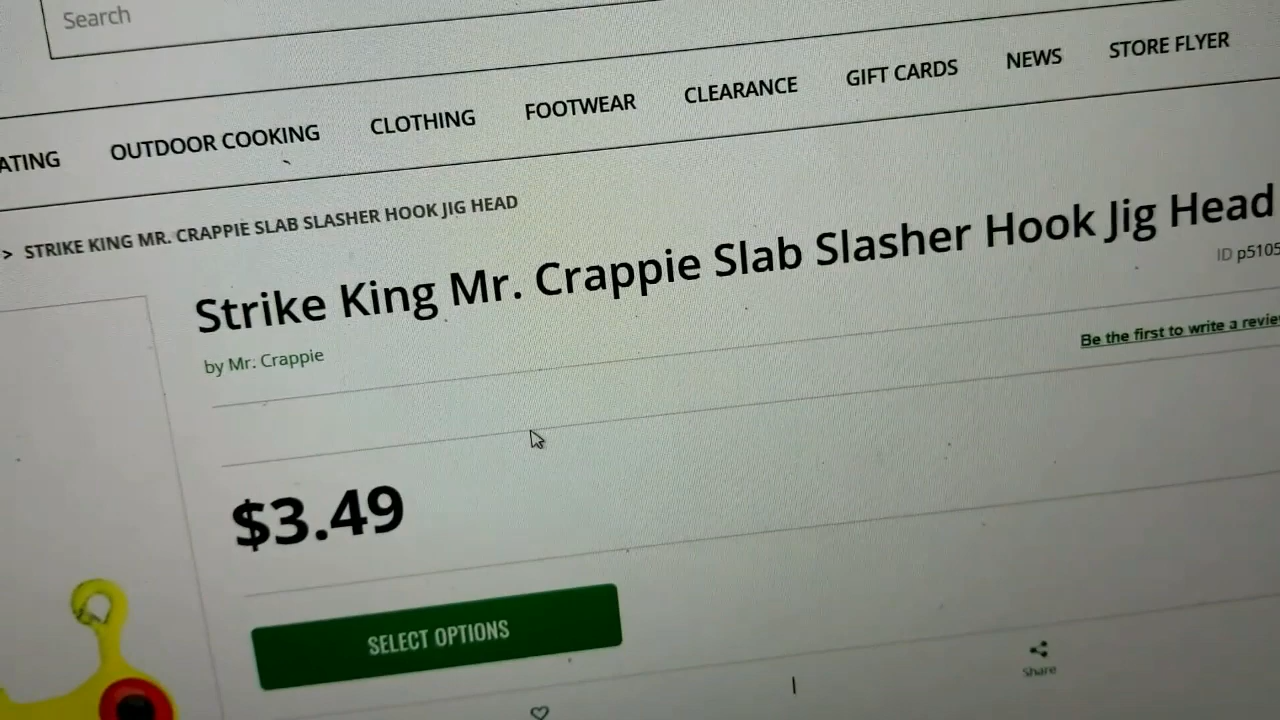 Search
OUTDOOR COOKING CLOTHING FOOTWEAR CLEARANCE GIFT CARDS NEWS STORE FLYER
> STRIKE KING MR. CRAPPIE SLAB SLASHER HOOK JIG HEAD
Strike King Mr. Crappie Slab Slasher Hook Jig Head
ID p5105
by Mr. Crappie
Be the first to write a
$3.49
SELECT OPTIONS
Share